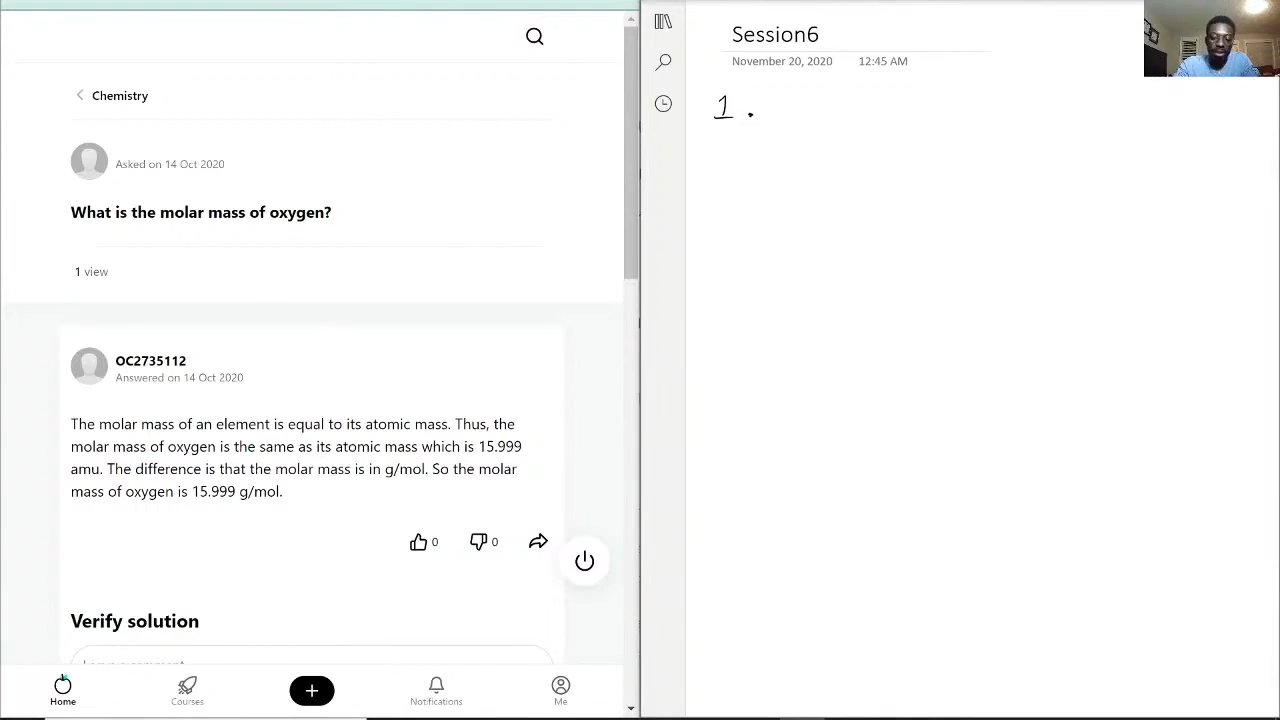 Chemistry
Asked on 14 Oct 2020
What is the molar mass of oxygen?
1 view
OC2735112
Answered on 14 Oct 2020
The molar mass of an element is equal to its atomic mass. Thus, the
molar mass of oxygen is the same as its atomic mass which is 15.999
amu. The difference is that the molar mass is in g/mol. So the molar
mass of oxygen is 15.999 g/mol.
0
0
Verify solution
Home
Courses
Notifications
Me
Session6
November 20, 2020 12:45 AM
1 .